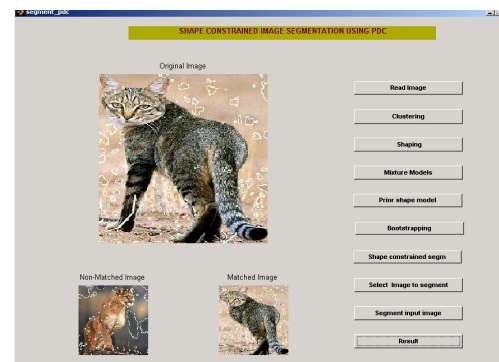 segment_pdc
SHAPE CONSTRAINED IMAGE SEGMENTATION USING PDC
Original Image
Read Image
Clustering
Shaping
Mixture Models
Prior shape model
Bootstrapping
Shape constrained segm
Select Image to segment
Segment input image
Result
Non-Matched Image
Matched Image